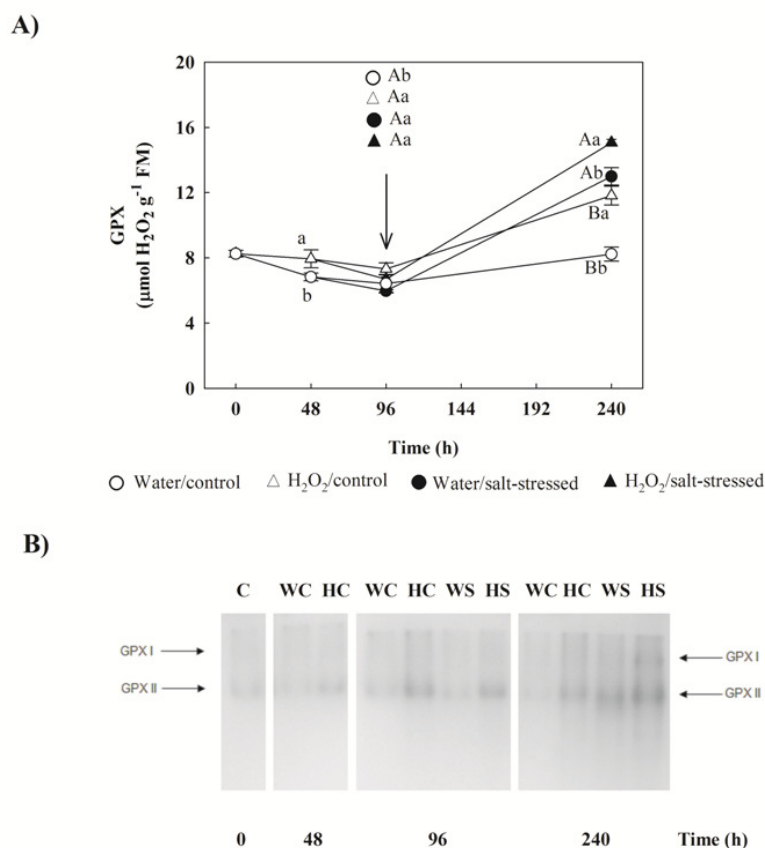 A)
20
16
12
8
4
0
GPX
(μmol H₂O₂ g⁻¹ FM)
Ab
Aa
Aa
Aa
a
b
Aa
Ab
Ba
Bb
0 48 96 144 192 240
Time (h)
Water/control H₂O₂/control Water/salt-stressed H₂O₂/salt-stressed
B)
C WC HC WC HC WS HS WC HC WS HS
GPX I GPX I
GPX II GPX II
0 48 96 240 Time (h)